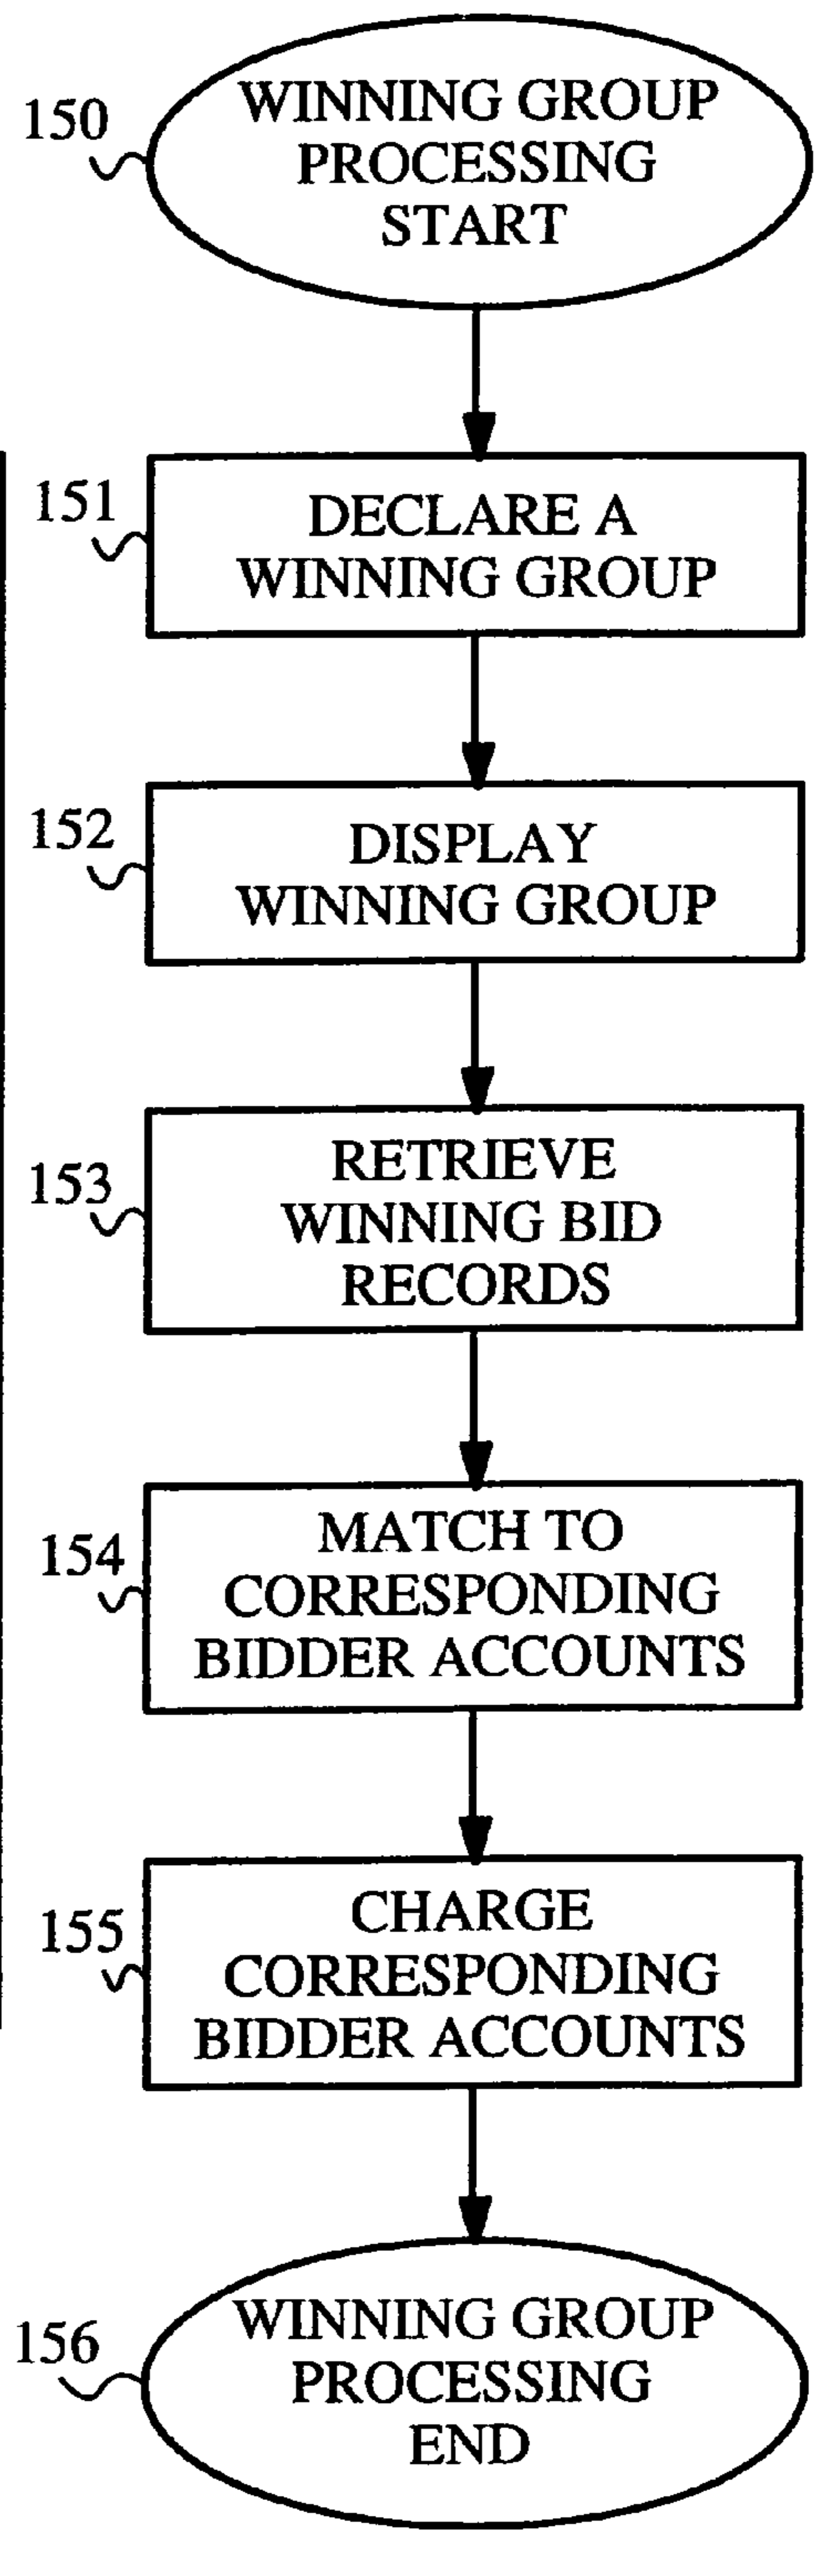 150
WINNING GROUP
PROCESSING
START
151
DECLARE A
WINNING GROUP
152
DISPLAY
WINNING GROUP
153
RETRIEVE
WINNING BID
RECORDS
154
MATCH TO
CORRESPONDING
BIDDER ACCOUNTS
155
CHARGE
CORRESPONDING
BIDDER ACCOUNTS
156
WINNING GROUP
PROCESSING
END